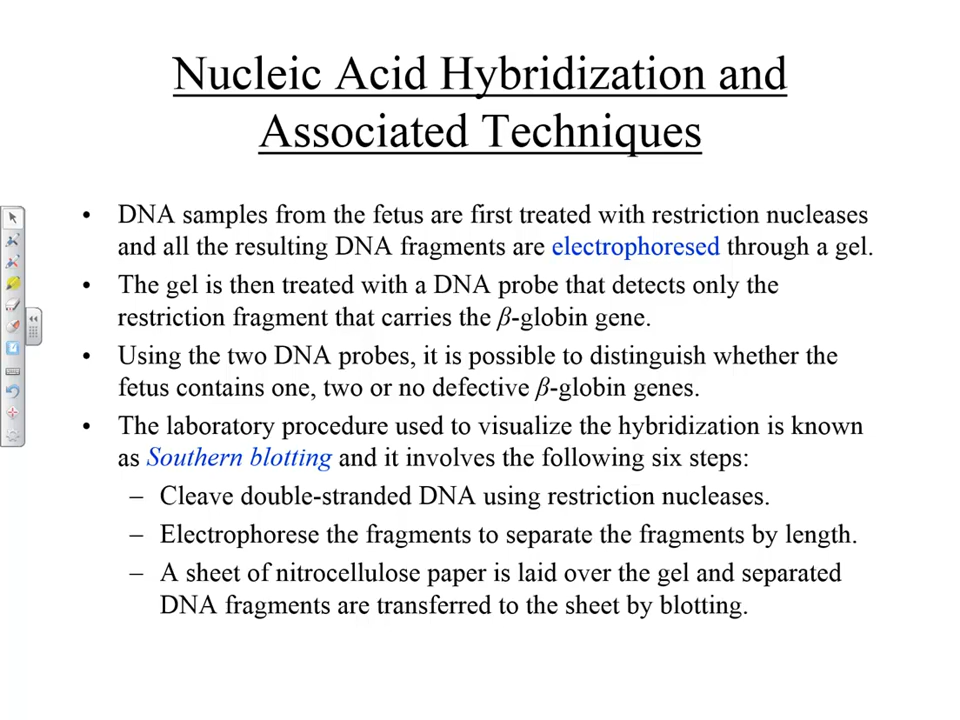 Nucleic Acid Hybridization and
Associated Techniques
• DNA samples from the fetus are first treated with restriction nucleases
and all the resulting DNA fragments are electrophoresed through a gel.
• The gel is then treated with a DNA probe that detects only the
restriction fragment that carries the β-globin gene.
• Using the two DNA probes, it is possible to distinguish whether the
fetus contains one, two or no defective β-globin genes.
• The laboratory procedure used to visualize the hybridization is known
as Southern blotting and it involves the following six steps:
– Cleave double-stranded DNA using restriction nucleases.
– Electrophorese the fragments to separate the fragments by length.
– A sheet of nitrocellulose paper is laid over the gel and separated
DNA fragments are transferred to the sheet by blotting.